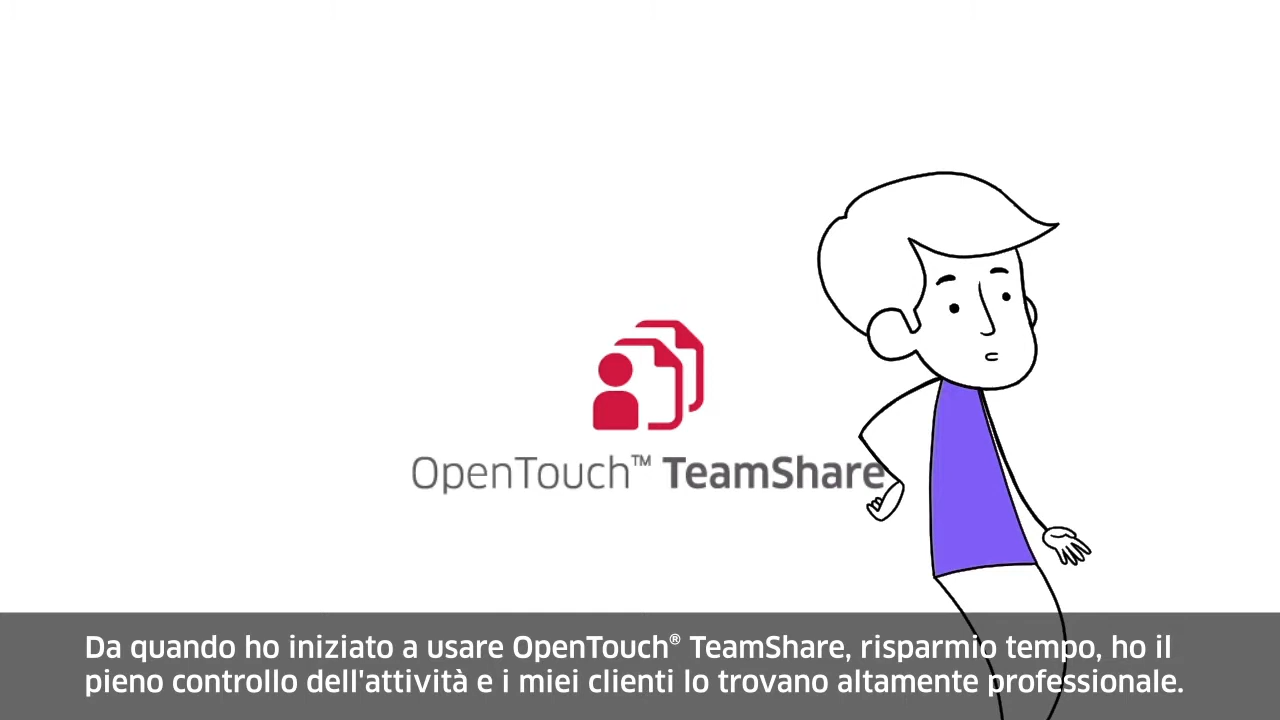 OpenTouch™ TeamShare
Da quando ho iniziato a usare OpenTouch® TeamShare, risparmio tempo, ho il
pieno controllo dell'attività e i miei clienti lo trovano altamente professionale.